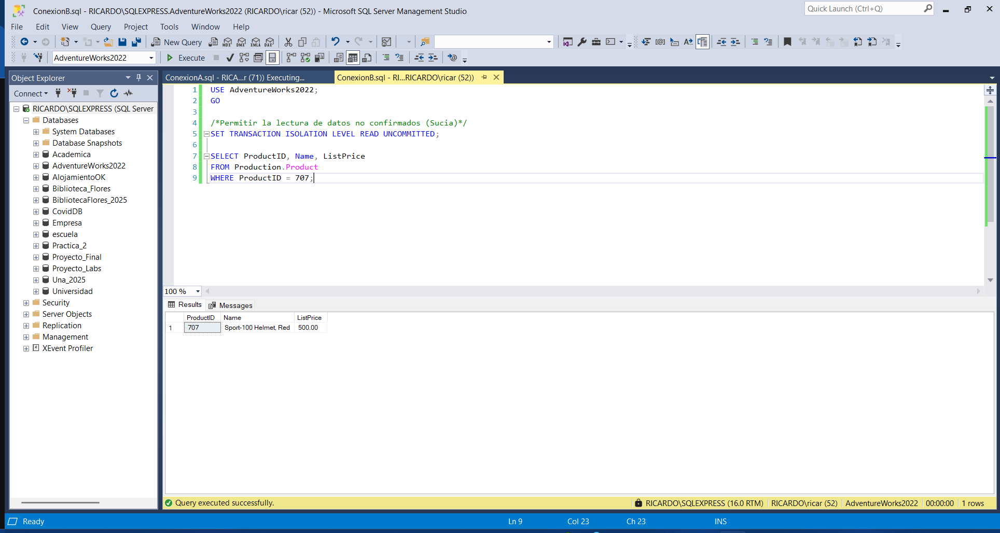 ConexionB.sql - RICARDO\SQLEXPRESS.AdventureWorks2022 (RICARDO\ricar (52)) - Microsoft SQL Server Management Studio
Quick Launch (Ctrl+Q)
File Edit View Query Project Tools Window Help
New Query MDX DMX XMLA DAX
AdventureWorks2022 Execute
Object Explorer
Connect
RICARDO\SQLEXPRESS (SQL Server
Databases
System Databases
Database Snapshots
Academica
AdventureWorks2022
AlojamientoOK
Biblioteca_Flores
BibliotecaFlores_2025
CovidDB
Empresa
escuela
Practica_2
Proyecto_Final
Proyecto_Labs
Una_2025
Universidad
Security
Server Objects
Replication
Management
XEvent Profiler
ConexionA.sql - RICA...r (71)) Executing...
ConexionB.sql - RI...RICARDO\ricar (52))
1 USE AdventureWorks2022;
2 GO
3
4 /*Permitir la lectura de datos no confirmados (Sucia)*/
5 SET TRANSACTION ISOLATION LEVEL READ UNCOMMITTED;
6
7 SELECT ProductID, Name, ListPrice
8 FROM Production.Product
9 WHERE ProductID = 707;
100 %
Results Messages
ProductID Name ListPrice
1 707 Sport-100 Helmet, Red 500.00
Query executed successfully.
RICARDO\SQLEXPRESS (16.0 RTM) RICARDO\ricar (52) AdventureWorks2022 00:00:00 1 rows
Ready Ln 9 Col 23 Ch 23 INS